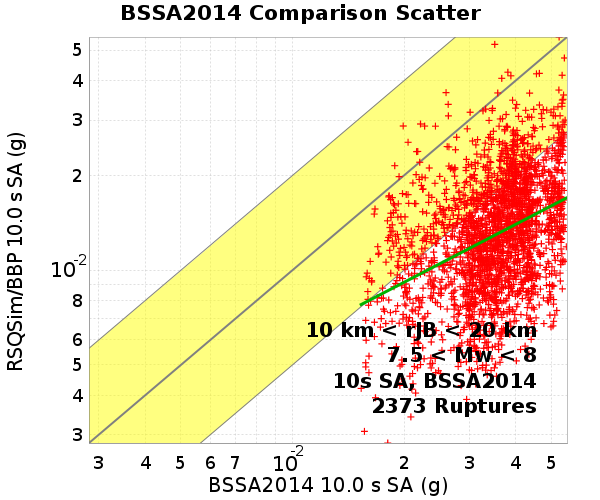 BSSA2014 Comparison Scatter
RSQSim/BBP 10.0 s SA (g)
5
4
3
2
10-2
8
6
5
4
3
10 km < rJB < 20 km
7.5 < Mw < 8
10s SA, BSSA2014
2373 Ruptures
3 4 5 6 7 10-2 2 3 4 5
BSSA2014 10.0 s SA (g)